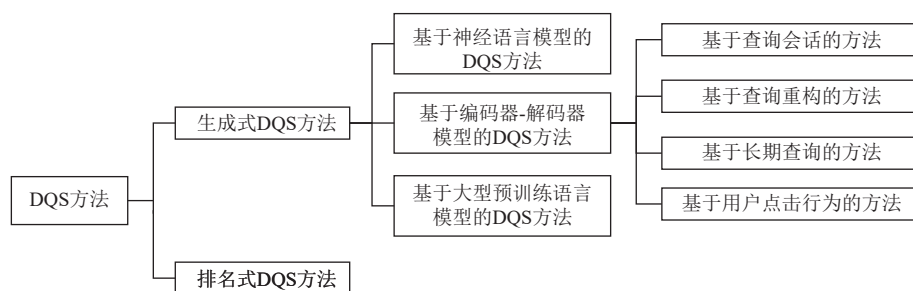 DQS方法
生成式DQS方法
排名式DQS方法
基于神经语言模型的
DQS方法
基于编码器-解码器
模型的DQS方法
基于大型预训练语言
模型的DQS方法
基于查询会话的方法
基于查询重构的方法
基于长期查询的方法
基于用户点击行为的方法